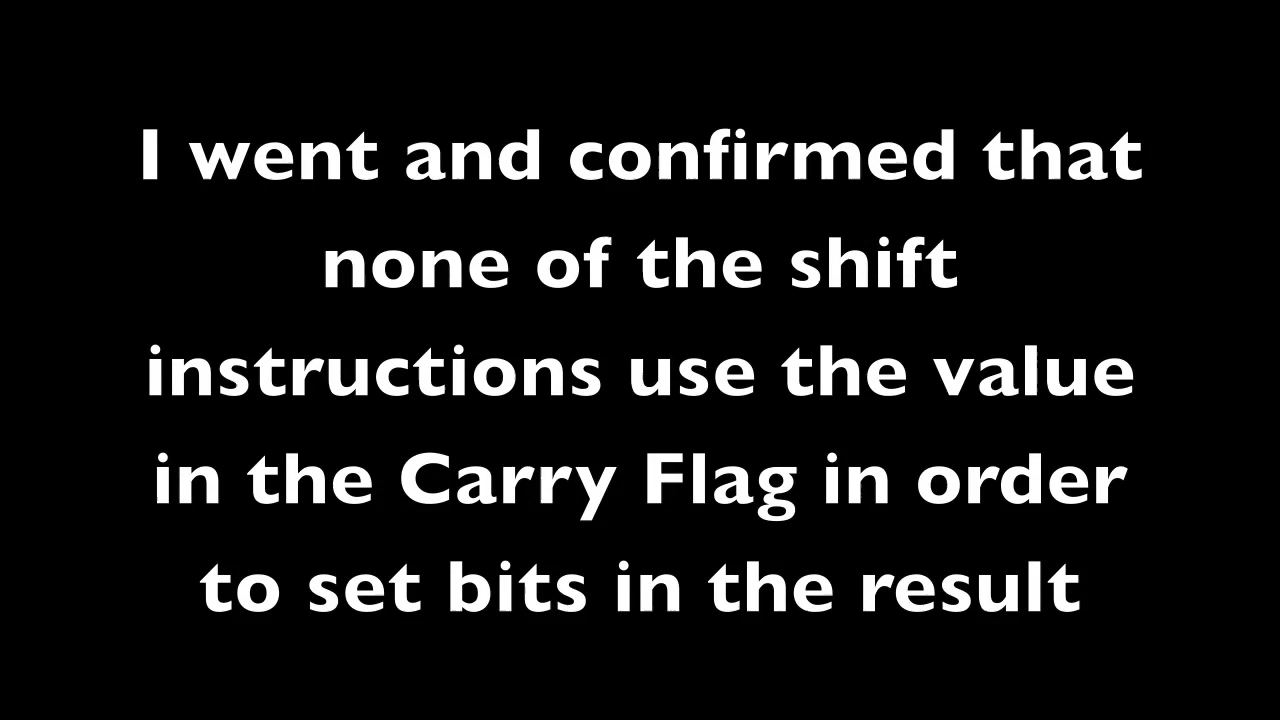 I went and confirmed that
none of the shift
instructions use the value
in the Carry Flag in order
to set bits in the result